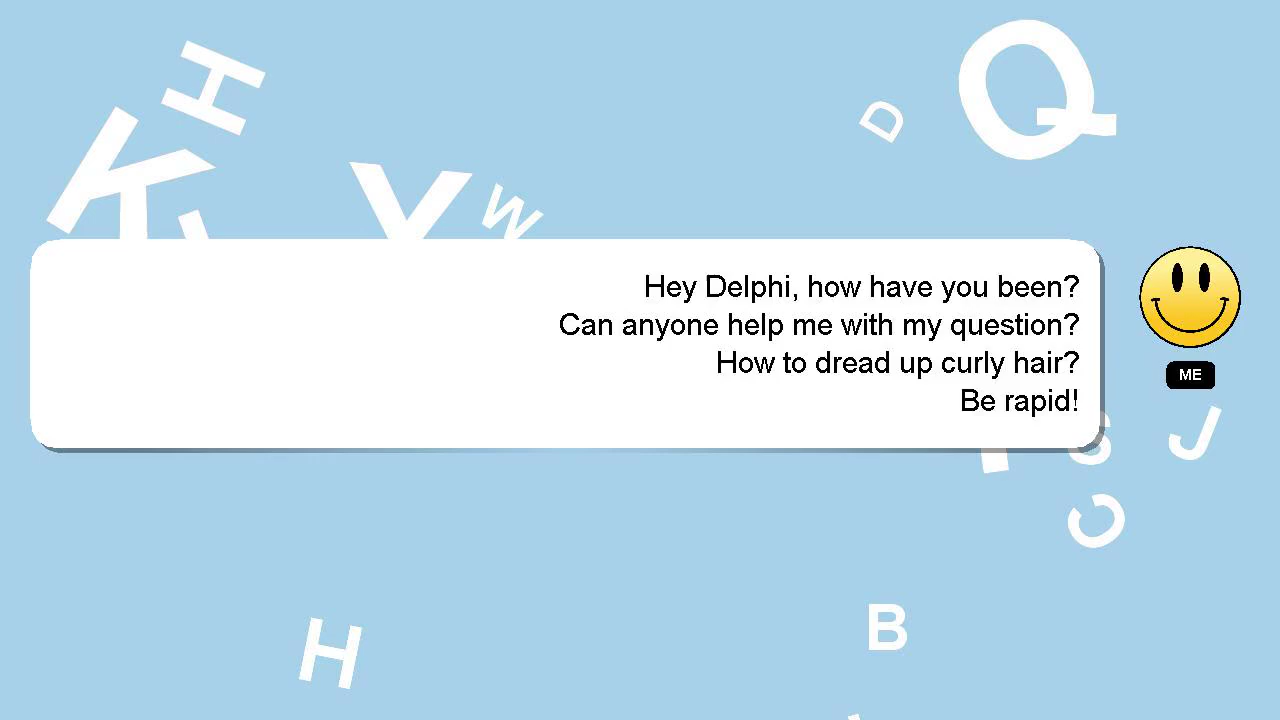 H
K
Y
W
D
Q
Hey Delphi, how have you been?
Can anyone help me with my question?
How to dread up curly hair?
Be rapid!
ME
S
J
C
H
B